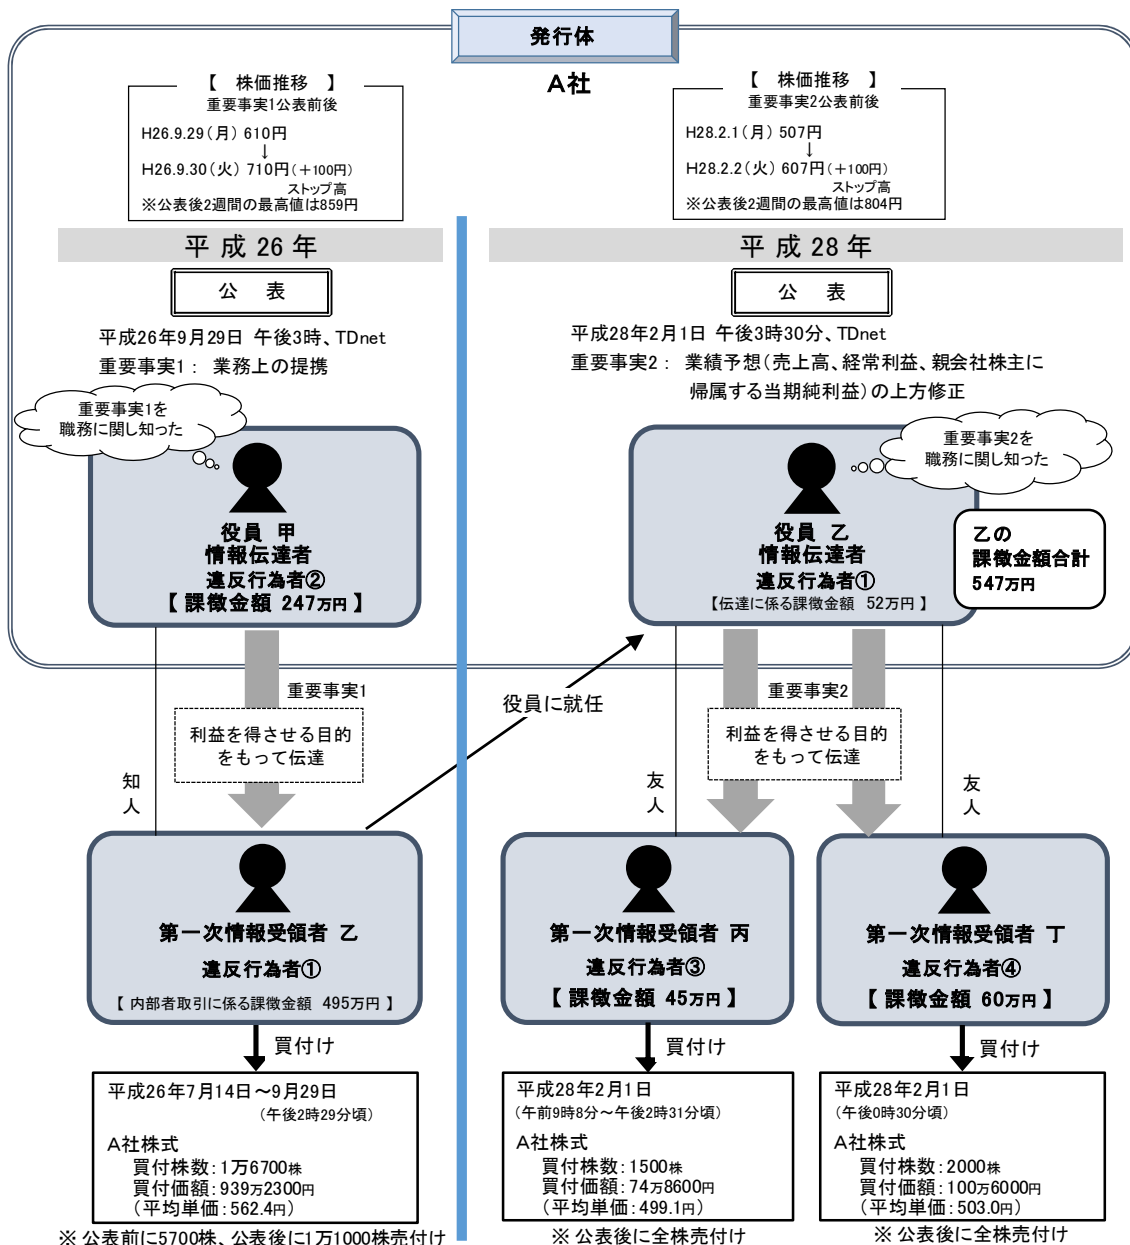 発行体
A社
【 株価推移 】
重要事実1公表前後
H26.9.29(月) 610円
↓
H26.9.30(火) 710円(+100円)
ストップ高
※公表後2週間の最高値は859円
【 株価推移 】
重要事実2公表前後
H28.2.1(月) 507円
↓
H28.2.2(火) 607円(+100円)
ストップ高
※公表後2週間の最高値は804円
平成26年
公 表
平成26年9月29日 午後3時、TDnet
重要事実1: 業務上の提携
重要事実1を
職務に関し知った
役員 甲
情報伝達者
違反行為者②
【 課徴金額 247万円 】
平成28年
公 表
平成28年2月1日 午後3時30分、TDnet
重要事実2: 業績予想(売上高、経常利益、親会社株主に
帰属する当期純利益)の上方修正
重要事実2を
職務に関し知った
役員 乙
情報伝達者
違反行為者①
【伝達に係る課徴金額 52万円 】
乙の
課徴金額合計
547万円
重要事実1
利益を得させる目的
をもって伝達
知人
役員に就任
重要事実2
利益を得させる目的
をもって伝達
友人
友人
第一次情報受領者 乙
違反行為者①
【 内部者取引に係る課徴金額 495万円 】
買付け
平成26年7月14日~9月29日
(午後2時29分頃)
A社株式
買付株数:1万6700株
買付価額:939万2300円
(平均単価:562.4円)
※ 公表前に5700株、公表後に1万1000株売付け
第一次情報受領者 丙
違反行為者③
【 課徴金額 45万円 】
買付け
平成28年2月1日
(午前9時8分~午後2時31分頃)
A社株式
買付株数:1500株
買付価額:74万8600円
(平均単価:499.1円)
※ 公表後に全株売付け
第一次情報受領者 丁
違反行為者④
【 課徴金額 60万円 】
買付け
平成28年2月1日
(午後0時30分頃)
A社株式
買付株数:2000株
買付価額:100万6000円
(平均単価:503.0円)
※ 公表後に全株売付け